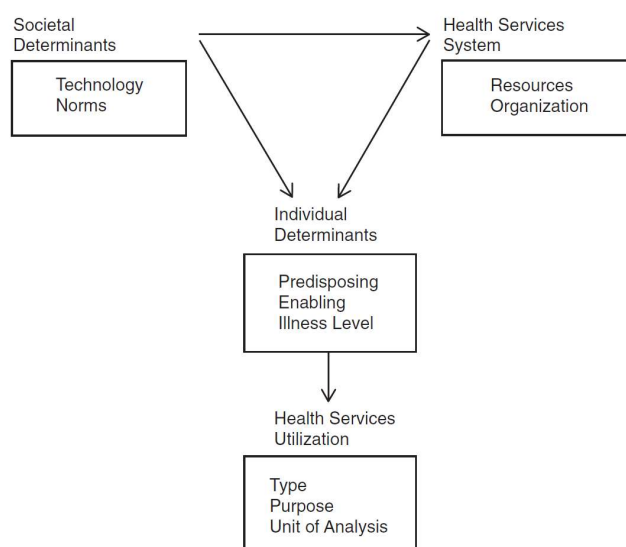 Societal
Determinants
Technology
Norms
Health Services
System
Resources
Organization
Individual
Determinants
Predisposing
Enabling
Illness Level
Health Services
Utilization
Type
Purpose
Unit of Analysis